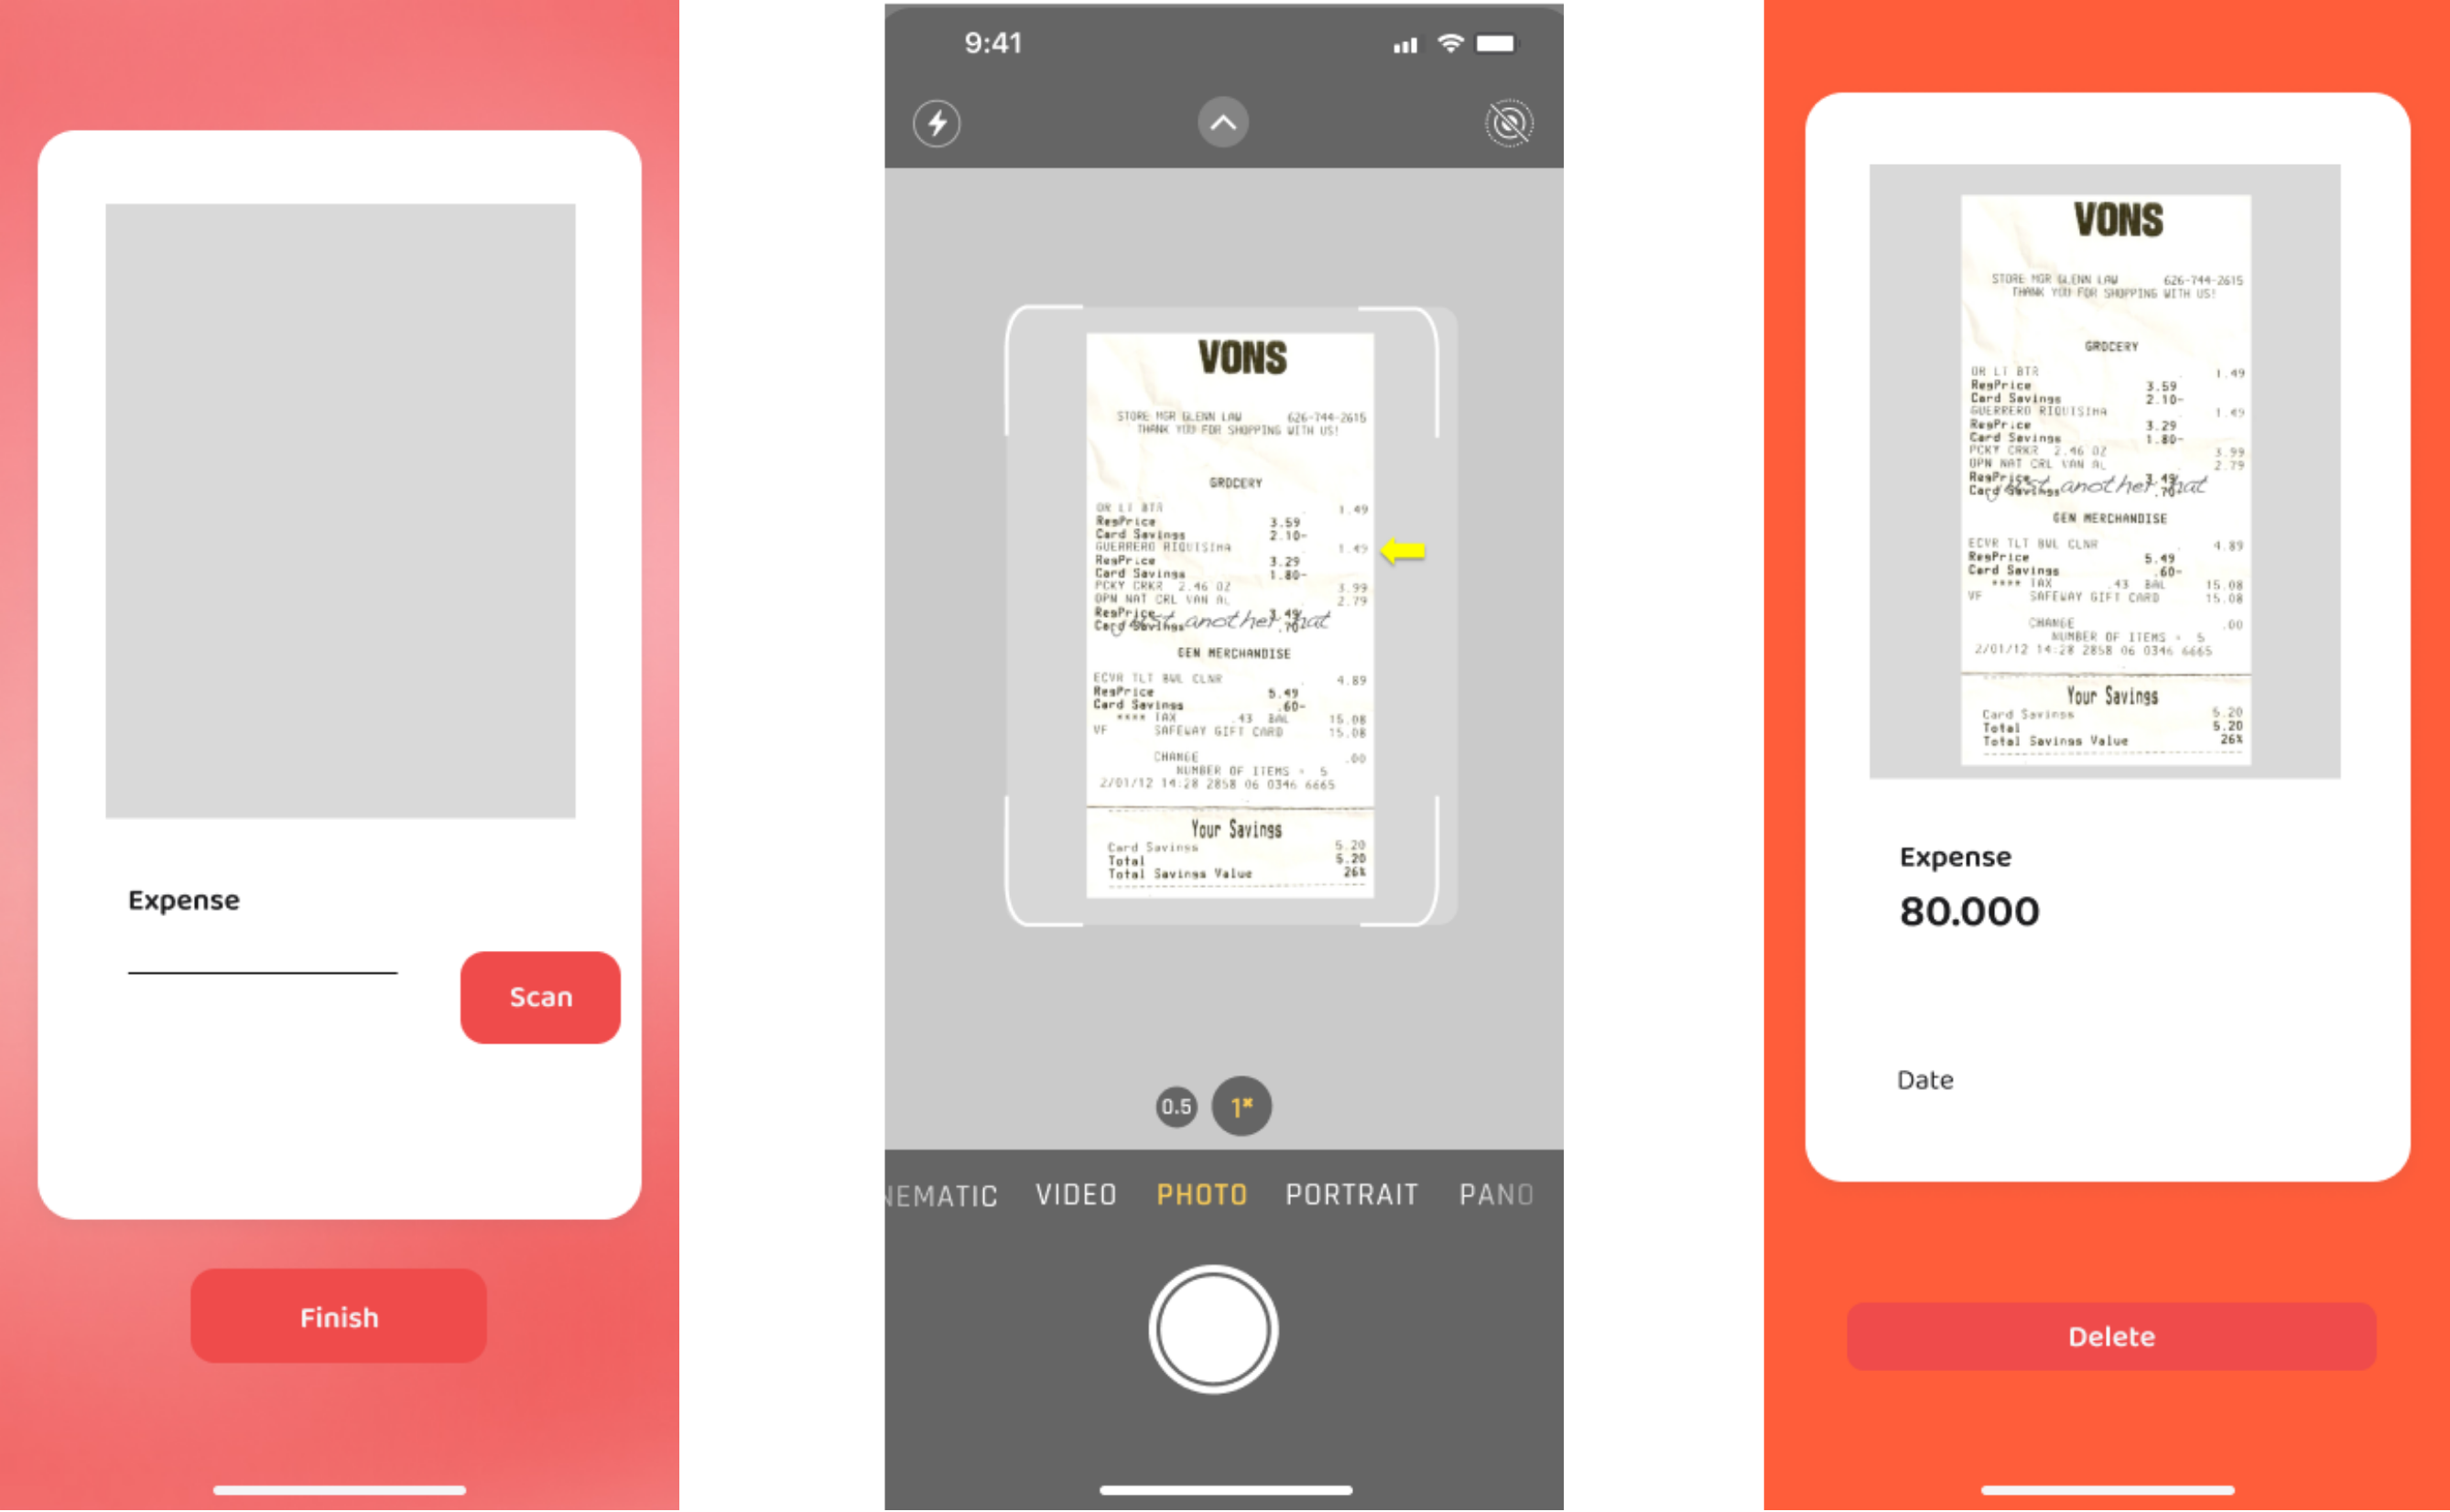 Expense
Scan
Finish
9:41
VONS
STORE MGR GLENN LAW 626-744-2615
THANK YOU FOR SHOPPING WITH US!
GROCERY
OR LT BTR 1.49
RegPrice 3.59
Card Savings 2.10-
GUERRERO RIQUISIMA 1.49
RegPrice 3.29
Card Savings 1.80-
PCKY CRKR 2.46 OZ 3.99
OPN NAT CRL VAN AL 2.79
RegPrice 3.49
Card Savings .70-
just another hat
GEN MERCHANDISE
ECVR TLT BWL CLNR 4.89
RegPrice 5.49
Card Savings .60-
**** TAX .43 BAL 15.08
VF SAFEWAY GIFT CARD 15.08
CHANGE .00
NUMBER OF ITEMS = 5
2/01/12 14:28 2858 06 0346 6665
Your Savings
Card Savings 5.20
Total 5.20
Total Savings Value 26%
0.5 1×
NEMATIC VIDEO PHOTO PORTRAIT PANO
VONS
STORE MGR GLENN LAW 626-744-2615
THANK YOU FOR SHOPPING WITH US!
GROCERY
OR LT BTR 1.49
RegPrice 3.59
Card Savings 2.10-
GUERRERO RIQUISIMA 1.49
RegPrice 3.29
Card Savings 1.80-
PCKY CRKR 2.46 OZ 3.99
OPN NAT CRL VAN AL 2.79
RegPrice 3.49
Card Savings .70-
just another hat
GEN MERCHANDISE
ECVR TLT BWL CLNR 4.89
RegPrice 5.49
Card Savings .60-
**** TAX .43 BAL 15.08
VF SAFEWAY GIFT CARD 15.08
CHANGE .00
NUMBER OF ITEMS = 5
2/01/12 14:28 2858 06 0346 6665
Your Savings
Card Savings 5.20
Total 5.20
Total Savings Value 26%
Expense
80.000
Date
Delete